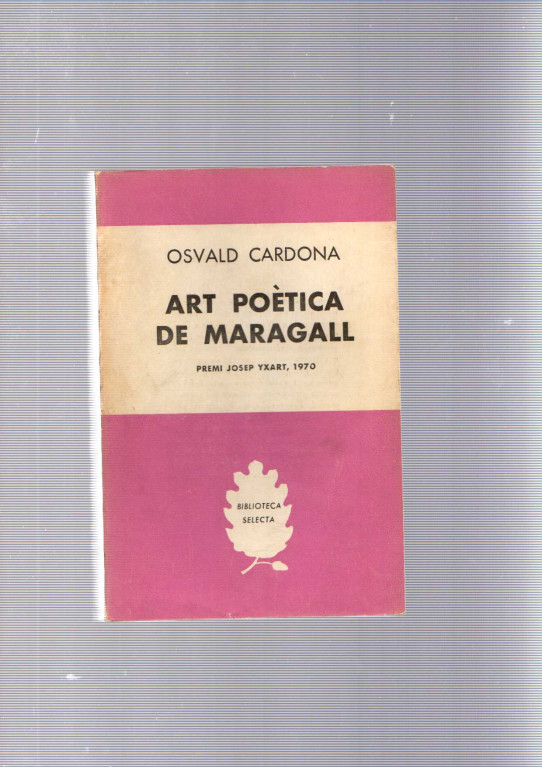 OSVALD CARDONA
ART POÈTICA
DE MARAGALL
PREMI JOSEP YXART, 1970
BIBLIOTECA
SELECTA